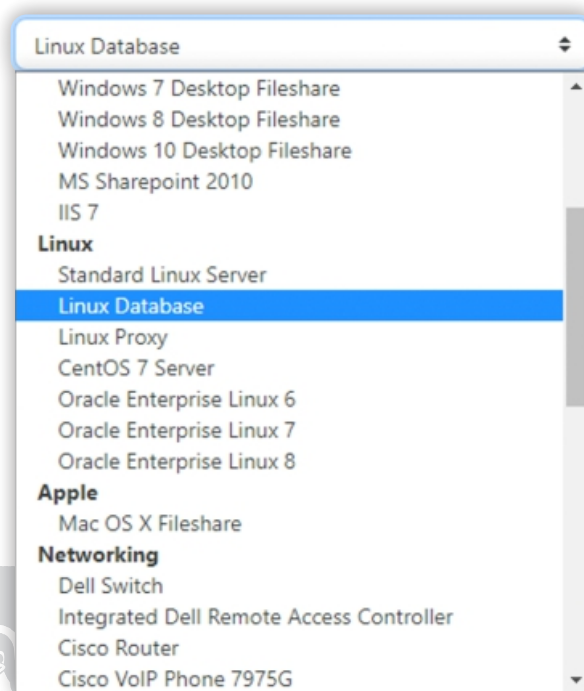 Linux Database
Windows 7 Desktop Fileshare
Windows 8 Desktop Fileshare
Windows 10 Desktop Fileshare
MS Sharepoint 2010
IIS 7
Linux
Standard Linux Server
Linux Database
Linux Proxy
CentOS 7 Server
Oracle Enterprise Linux 6
Oracle Enterprise Linux 7
Oracle Enterprise Linux 8
Apple
Mac OS X Fileshare
Networking
Dell Switch
Integrated Dell Remote Access Controller
Cisco Router
Cisco VoIP Phone 7975G